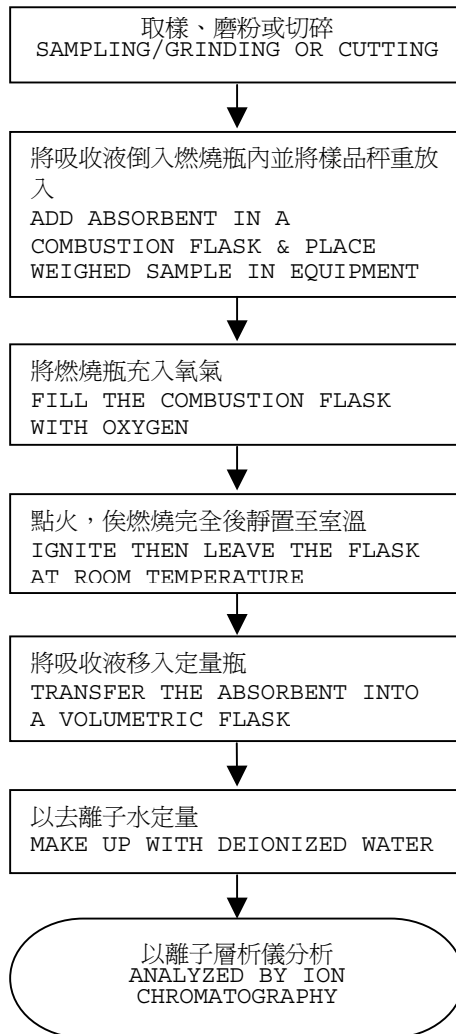 取樣、磨粉或切碎
SAMPLING/GRINDING OR CUTTING
將吸收液倒入燃燒瓶內並將樣品秤重放
入
ADD ABSORBENT IN A
COMBUSTION FLASK & PLACE
WEIGHED SAMPLE IN EQUIPMENT
將燃燒瓶充入氧氣
FILL THE COMBUSTION FLASK
WITH OXYGEN
點火，俟燃燒完全後靜置至室溫
IGNITE THEN LEAVE THE FLASK
AT ROOM TEMPERATURE
將吸收液移入定量瓶
TRANSFER THE ABSORBENT INTO
A VOLUMETRIC FLASK
以去離子水定量
MAKE UP WITH DEIONIZED WATER
以離子層析儀分析
ANALYZED BY ION
CHROMATOGRAPHY